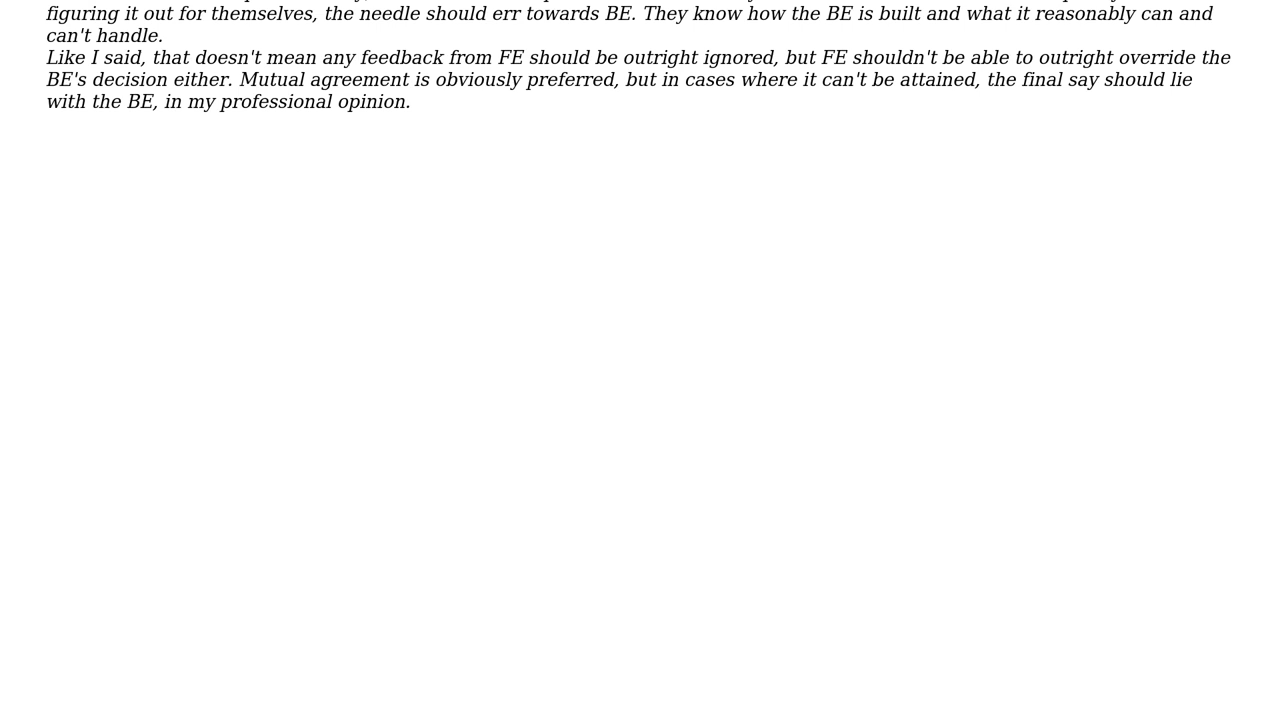 figuring it out for themselves, the needle should err towards BE. They know how the BE is built and what it reasonably can and
can't handle.
Like I said, that doesn't mean any feedback from FE should be outright ignored, but FE shouldn't be able to outright override the
BE's decision either. Mutual agreement is obviously preferred, but in cases where it can't be attained, the final say should lie
with the BE, in my professional opinion.